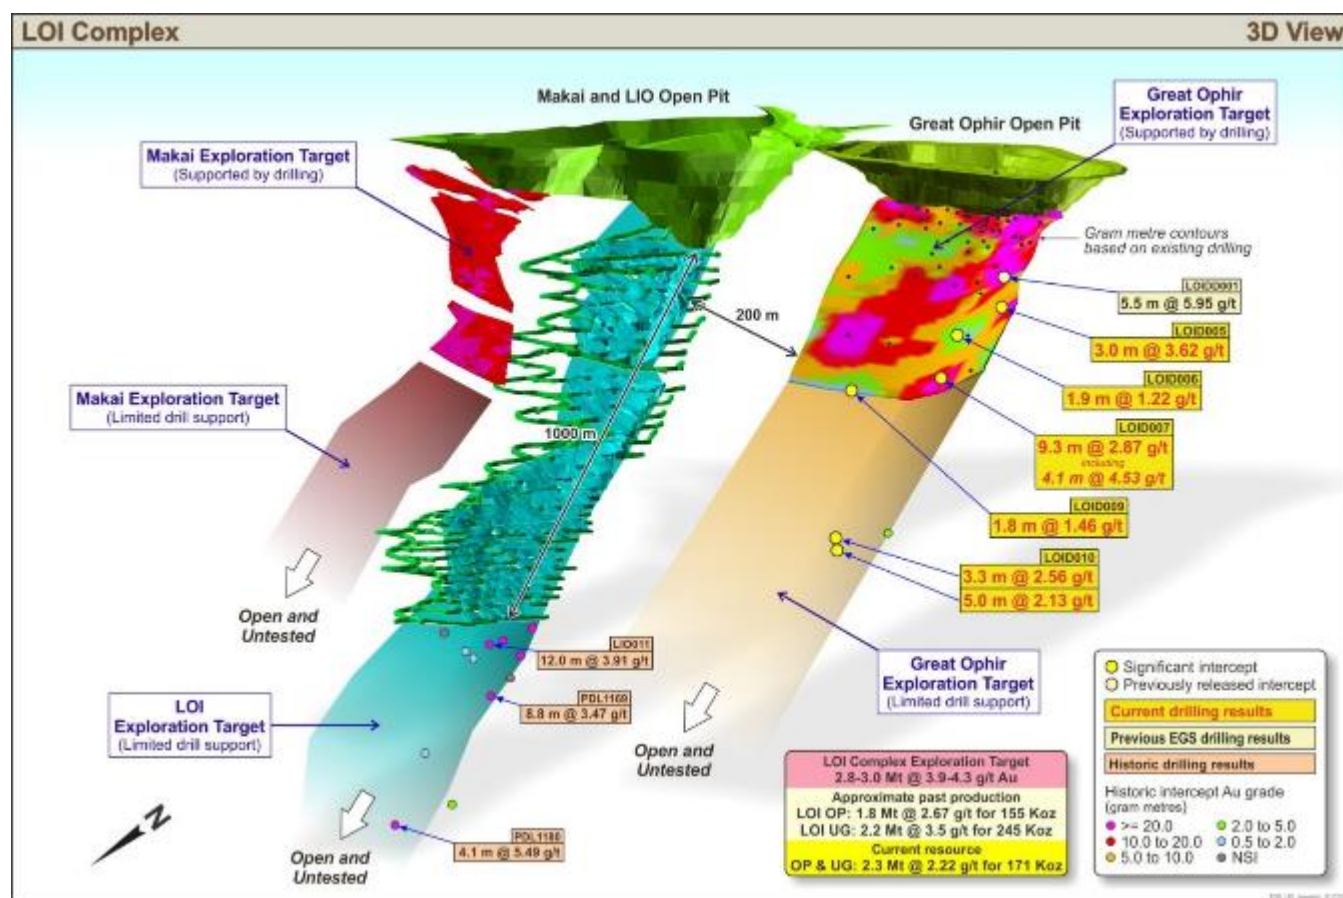 LOI Complex
3D View
Makai and LIO Open Pit
Great Ophir Open Pit
Great Ophir
Exploration Target
(Supported by drilling)
Makai Exploration Target
(Supported by drilling)
Gram metre contours
based on existing drilling
LOIDD001
5.5 m @ 5.95 g/t
200 m
LOID005
3.0 m @ 3.62 g/t
LOID006
1.9 m @ 1.22 g/t
Makai Exploration Target
(Limited drill support)
1000 m
LOID007
9.3 m @ 2.87 g/t
including
4.1 m @ 4.53 g/t
LOID009
1.8 m @ 1.46 g/t
LOID010
3.3 m @ 2.56 g/t
5.0 m @ 2.13 g/t
Open and
Untested
LIO011
12.0 m @ 3.91 g/t
PDL1169
8.8 m @ 3.47 g/t
LOI
Exploration Target
(Limited drill support)
Great Ophir
Exploration Target
(Limited drill support)
Open and
Untested
Significant intercept
Previously released intercept
Current drilling results
Previous EGS drilling results
Historic drilling results
Historic intercept Au grade
(gram metres)
>= 20.0
2.0 to 5.0
10.0 to 20.0
0.5 to 2.0
5.0 to 10.0
NSI
LOI Complex Exploration Target
2.8-3.0 Mt @ 3.9-4.3 g/t Au
Approximate past production
LOI OP: 1.8 Mt @ 2.67 g/t for 155 Koz
LOI UG: 2.2 Mt @ 3.5 g/t for 245 Koz
Current resource
OP & UG: 2.3 Mt @ 2.22 g/t for 171 Koz
N
PDL1180
4.1 m @ 5.49 g/t
Open and
Untested